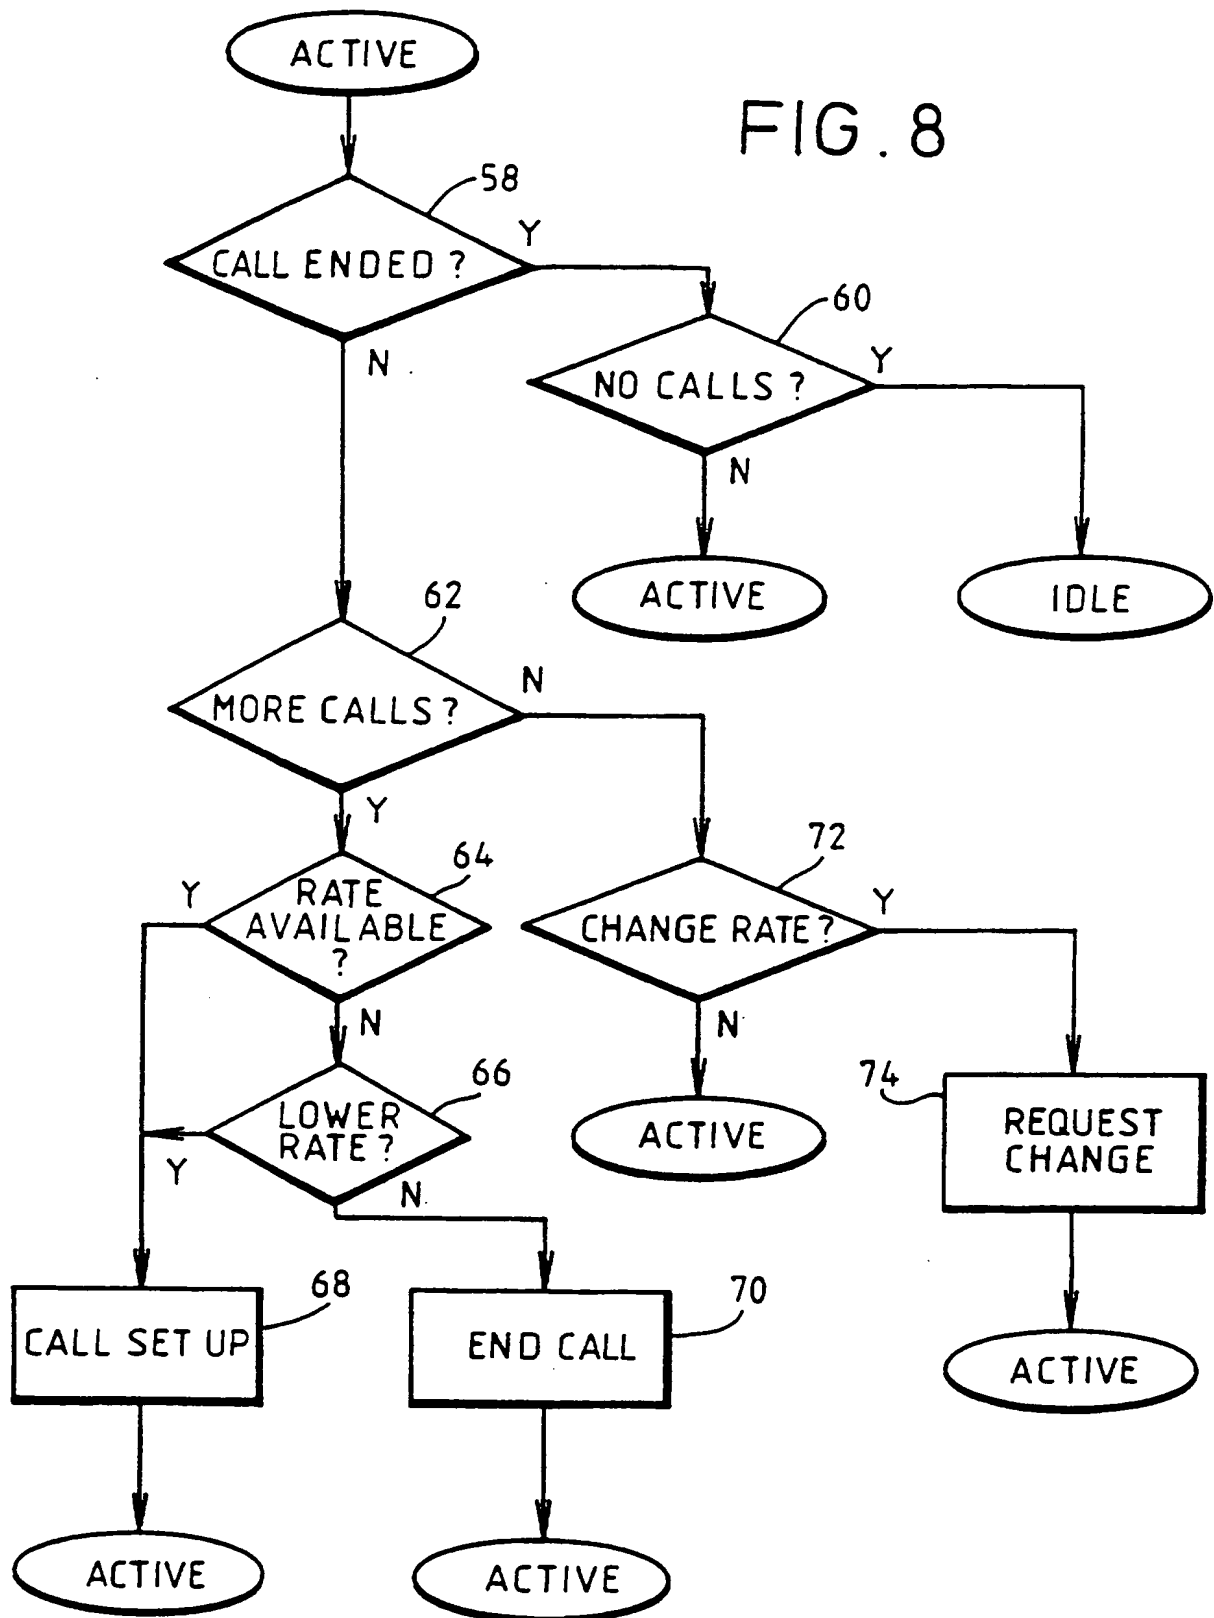 ACTIVE
FIG. 8
58
Y
CALL ENDED ?
60
N
Y
NO CALLS ?
N
ACTIVE
IDLE
62
N
MORE CALLS ?
Y
72
64
Y
RATE
AVAILABLE
?
Y
CHANGE RATE ?
N
N
66
74
LOWER
RATE ?
ACTIVE
REQUEST
CHANGE
Y
N
68
70
CALL SET UP
END CALL
ACTIVE
ACTIVE
ACTIVE